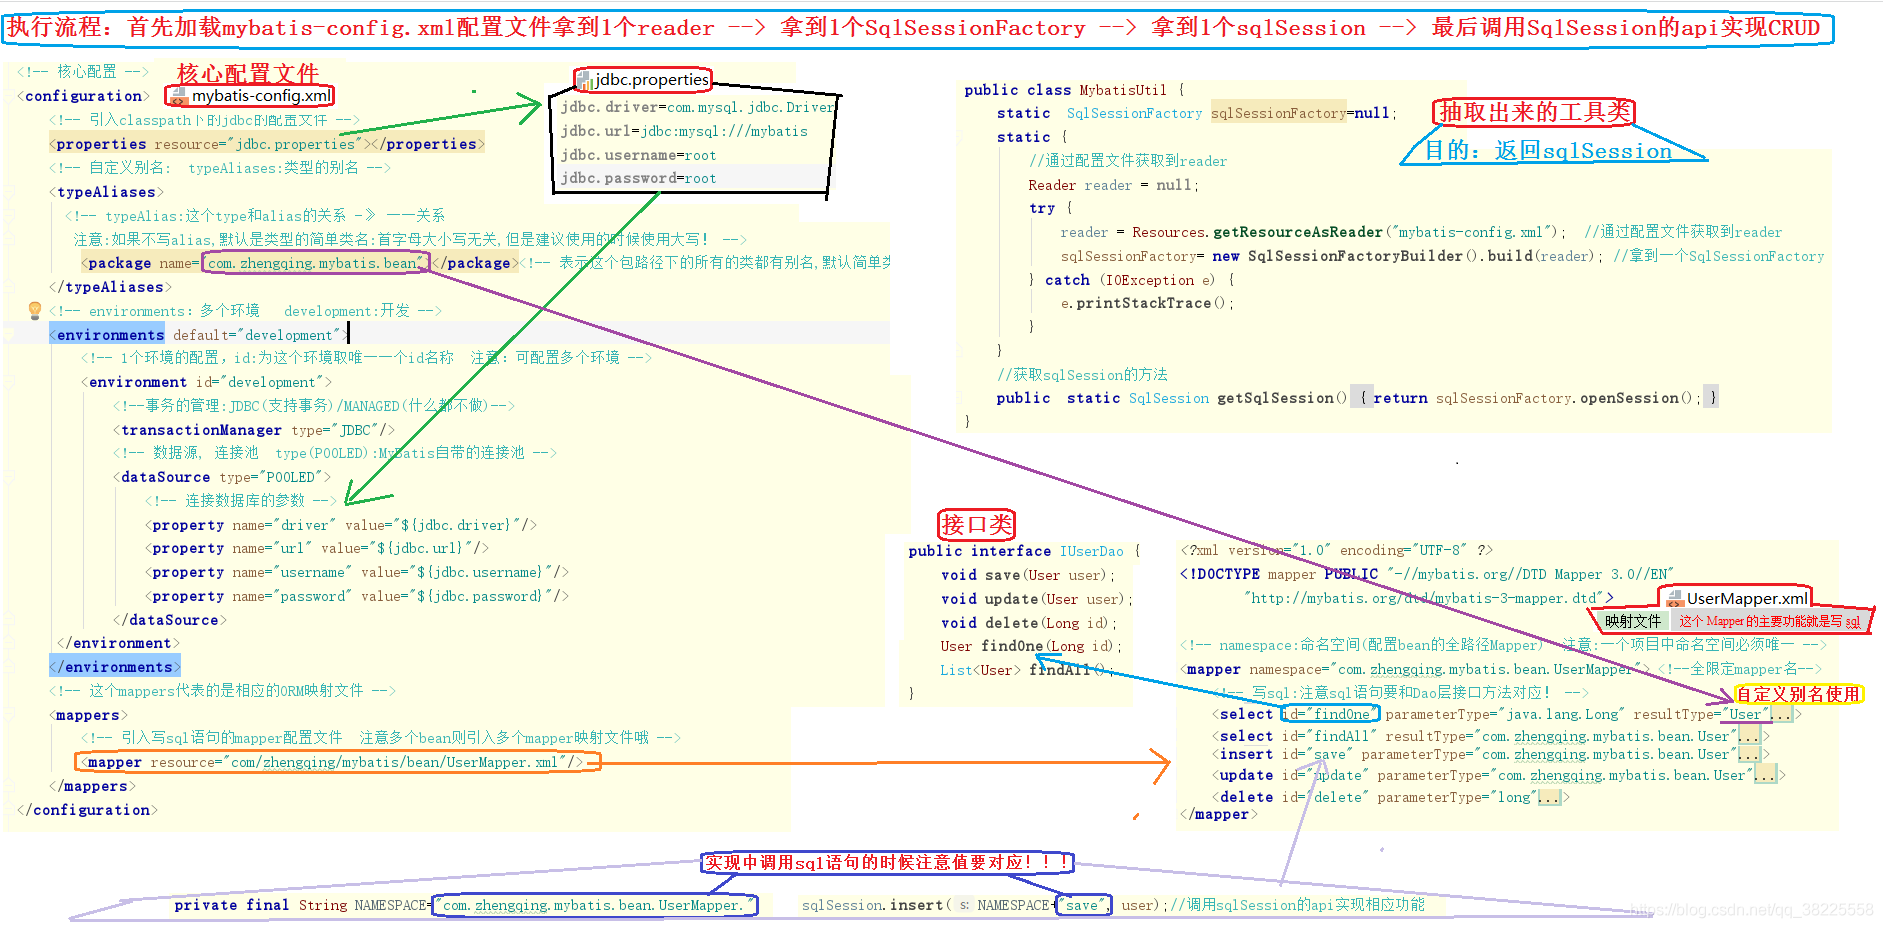 执行流程：首先加载mybatis-config.xml配置文件拿到1个reader --> 拿到1个SqlSessionFactory --> 拿到1个sqlSession --> 最后调用SqlSession的api实现CRUD
<!-- 核心配置 -->
核心配置文件
<configuration>
mybatis-config.xml
<!-- 引入classpath下的jdbc的配置文件 -->
<properties resource="jdbc.properties"></properties>
<!-- 自定义别名： typeAliases:类型的别名 -->
<typeAliases>
<!-- typeAlias:这个type和alias的关系 -》 一一关系
注意:如果不写alias,默认是类型的简单类名:首字母大小写无关,但是建议使用的时候使用大写！ -->
<package name="com.zhengqing.mybatis.bean"></package><!-- 表示这个包路径下的所有的类都有别名,默认简单类
</typeAliases>
<!-- environments：多个环境 development:开发 -->
<environments default="development">
<!-- 1个环境的配置，id:为这个环境取唯一一个id名称 注意：可配置多个环境 -->
<environment id="development">
<!--事务的管理:JDBC(支持事务)/MANAGED(什么都不做)-->
<transactionManager type="JDBC"/>
<!-- 数据源, 连接池 type(POOLED):MyBatis自带的连接池 -->
<dataSource type="POOLED">
<!-- 连接数据库的参数 -->
<property name="driver" value="${jdbc.driver}"/>
<property name="url" value="${jdbc.url}"/>
<property name="username" value="${jdbc.username}"/>
<property name="password" value="${jdbc.password}"/>
</dataSource>
</environment>
</environments>
<!-- 这个mappers代表的是相应的ORM映射文件 -->
<mappers>
<!-- 引入写sql语句的mapper配置文件 注意多个bean则引入多个mapper映射文件哦 -->
<mapper resource="com/zhengqing/mybatis/bean/UserMapper.xml"/>
</mappers>
</configuration>
jdbc.properties
jdbc.driver=com.mysql.jdbc.Driver
jdbc.url=jdbc:mysql:///mybatis
jdbc.username=root
jdbc.password=root
public class MybatisUtil {
static SqlSessionFactory sqlSessionFactory=null;
static {
//通过配置文件获取到reader
Reader reader = null;
try {
reader = Resources.getResourceAsReader("mybatis-config.xml"); //通过配置文件获取到reader
sqlSessionFactory= new SqlSessionFactoryBuilder().build(reader); //拿到一个SqlSessionFactory
} catch (IOException e) {
e.printStackTrace();
}
}
//获取sqlSession的方法
public static SqlSession getSqlSession() { return sqlSessionFactory.openSession(); }
}
抽取出来的工具类
目的：返回sqlSession
接口类
public interface IUserDao {
void save(User user);
void update(User user);
void delete(Long id);
User findOne(Long id);
List<User> findAll();
}
<?xml version="1.0" encoding="UTF-8" ?>
<!DOCTYPE mapper PUBLIC "-//mybatis.org//DTD Mapper 3.0//EN"
"http://mybatis.org/dtd/mybatis-3-mapper.dtd">
UserMapper.xml
映射文件 这个 Mapper 的主要功能就是写 sql
<!-- namespace:命名空间(配置bean的全路径Mapper) 注意:一个项目中命名空间必须唯一 -->
<mapper namespace="com.zhengqing.mybatis.bean.UserMapper"> <!--全限定mapper名-->
<!-- 写sql:注意sql语句要和Dao层接口方法对应！ -->
自定义别名使用
<select id="findOne" parameterType="java.lang.Long" resultType="User"...>
<select id="findAll" resultType="com.zhengqing.mybatis.bean.User"...>
<insert id="save" parameterType="com.zhengqing.mybatis.bean.User"...>
<update id="update" parameterType="com.zhengqing.mybatis.bean.User"...>
<delete id="delete" parameterType="long"...>
</mapper>
实现中调用sql语句的时候注意值要对应！！！
private final String NAMESPACE="com.zhengqing.mybatis.bean.UserMapper."
sqlSession.insert( s: NAMESPACE+"save", user);//调用sqlSession的api实现相应功能
https://blog.csdn.net/qq_38225558